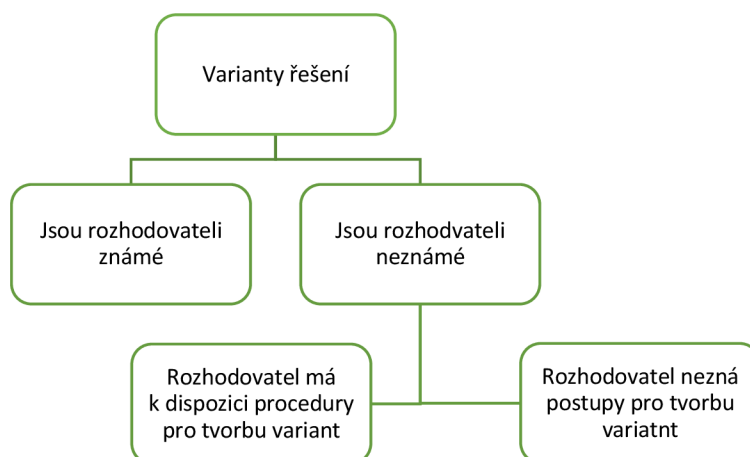 Varianty řešení
Jsou rozhodovateli
známé
Jsou rozhodvateli
neznámé
Rozhodovatel má
k dispozici procedury
pro tvorbu variant
Rozhodovatel nezná
postupy pro tvorbu
variatnt